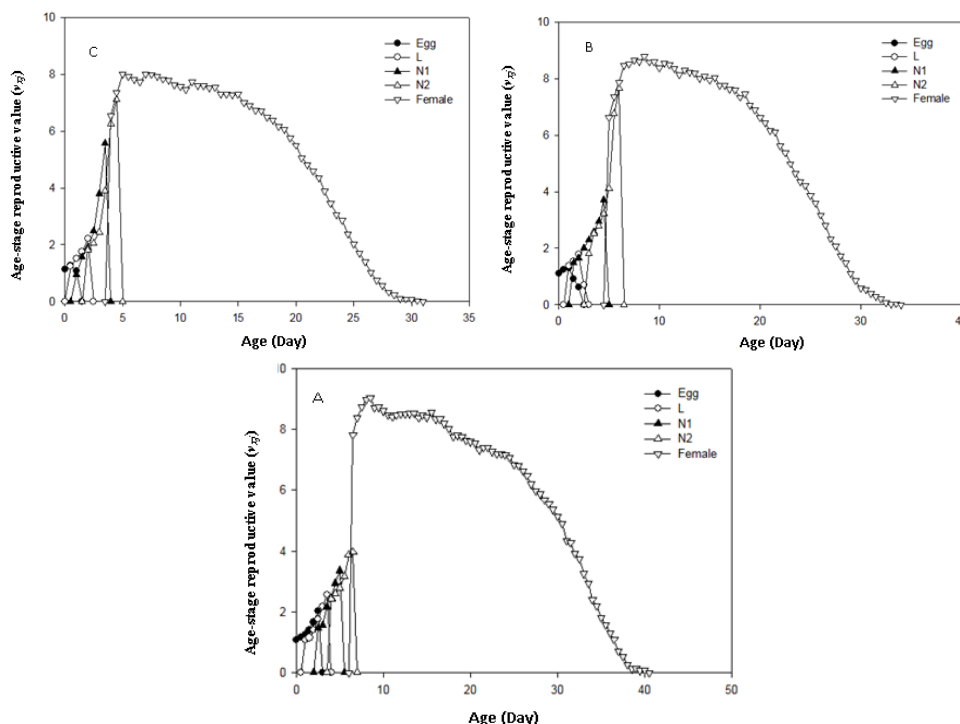 Age-stage reproductive value (vxj)
10
8
6
4
2
0
C
Egg
L
N1
N2
Female
0 5 10 15 20 25 30 35
Age (Day)
Age-stage reproductive value (vxj)
10
8
6
4
2
0
B
Egg
L
N1
N2
Female
0 10 20 30 40
Age (Day)
Age-stage reproductive value (vxj)
8
6
4
2
0
A
Egg
L
N1
N2
Female
0 10 20 30 40 50
Age (Day)